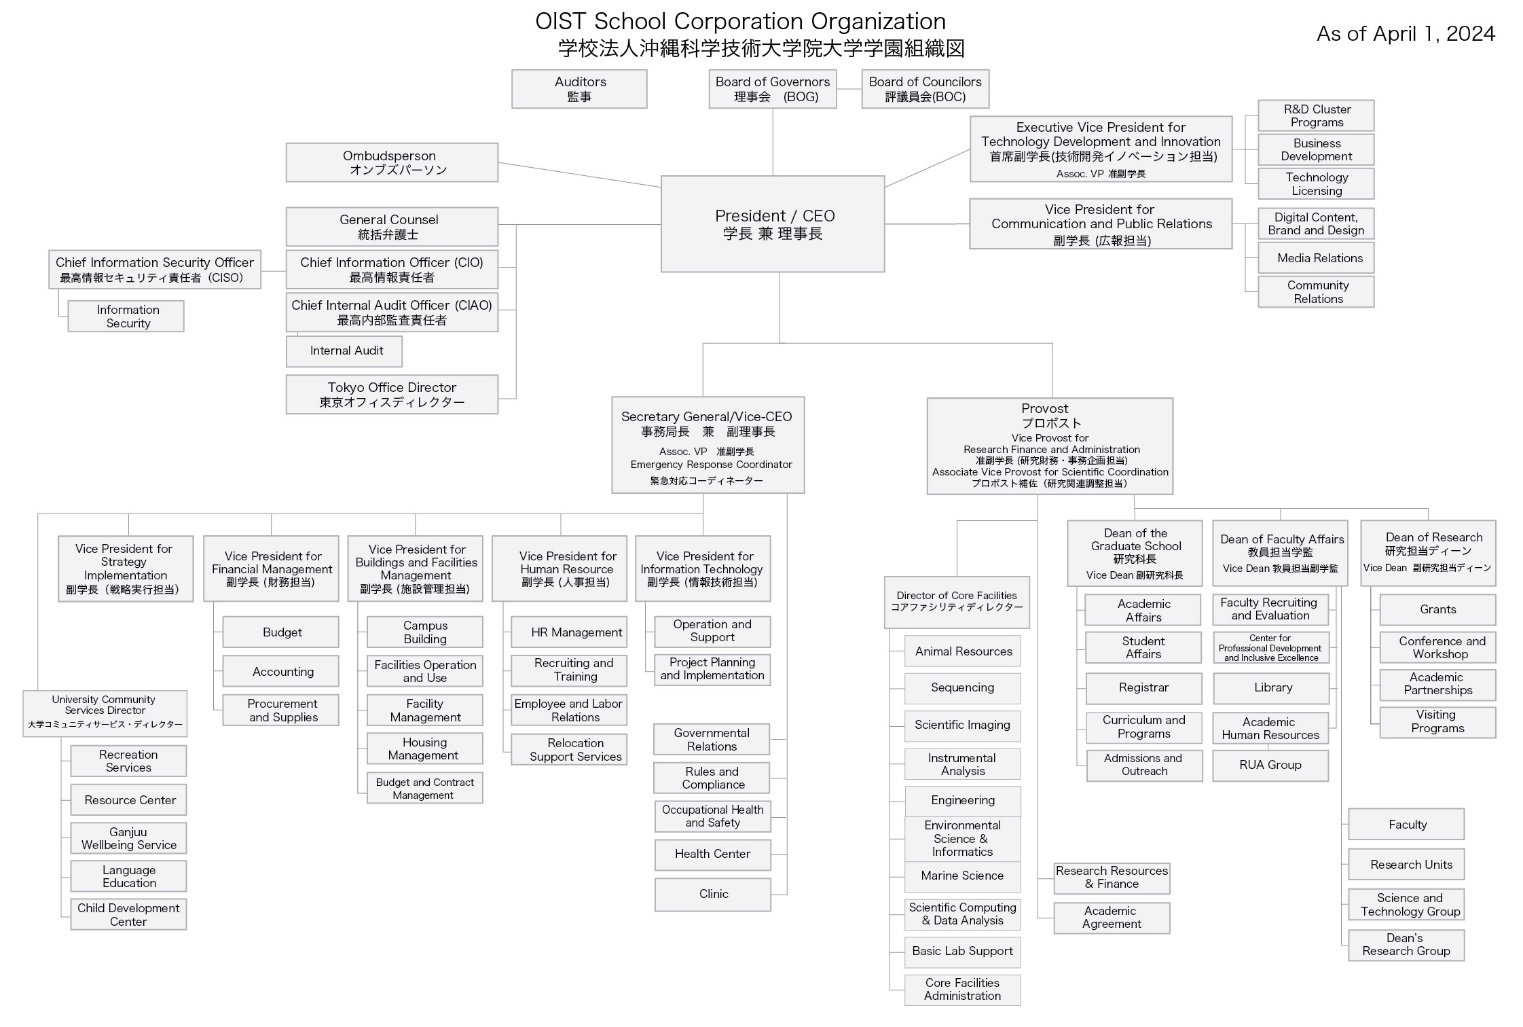 OIST School Corporation Organization
学校法人沖縄科学技術大学院大学学園組織図
As of April 1, 2024
Auditors
監事
Board of Governors
理事会　(BOG)
Board of Councilors
評議員会(BOC)
Ombudsperson
オンブズパーソン
President / CEO
学長 兼 理事長
Executive Vice President for
Technology Development and Innovation
首席副学長(技術開発イノベーション担当)
Assoc. VP 准副学長
R&D Cluster
Programs
Business
Development
Technology
Licensing
General Counsel
統括弁護士
Chief Information Officer (CIO)
最高情報責任者
Chief Information Security Officer
最高情報セキュリティ責任者（CISO）
Information
Security
Chief Internal Audit Officer (CIAO)
最高内部監査責任者
Internal Audit
Tokyo Office Director
東京オフィスディレクター
Vice President for
Communication and Public Relations
副学長 (広報担当)
Digital Content,
Brand and Design
Media Relations
Community
Relations
Secretary General/Vice-CEO
事務局長　兼　副理事長
Assoc. VP　准副学長
Emergency Response Coordinator
緊急対応コーディネーター
Provost
プロボスト
Vice Provost for
Research Finance and Administration
准副学長 (研究財務・事務企画担当)
Associate Vice Provost for Scientific Coordination
プロボスト補佐（研究関連調整担当）
Vice President for
Strategy
Implementation
副学長（戦略実行担当）
Vice President for
Financial Management
副学長 (財務担当)
Budget
Accounting
Procurement
and Supplies
Vice President for
Buildings and Facilities
Management
副学長 (施設管理担当)
Campus
Building
Facilities Operation
and Use
Facility
Management
Housing
Management
Budget and Contract
Management
Vice President for
Human Resource
副学長 (人事担当)
HR Management
Recruiting and
Training
Employee and Labor
Relations
Relocation
Support Services
Vice President for
Information Technology
副学長 (情報技術担当)
Operation and
Support
Project Planning
and Implementation
Governmental
Relations
Rules and
Compliance
Occupational Health
and Safety
Health Center
Clinic
University Community
Services Director
大学コミュニティサービス・ディレクター
Recreation
Services
Resource Center
Ganjuu
Wellbeing Service
Language
Education
Child Development
Center
Director of Core Facilities
コアファシリティディレクター
Animal Resources
Sequencing
Scientific Imaging
Instrumental
Analysis
Engineering
Environmental
Science &
Informatics
Marine Science
Scientific Computing
& Data Analysis
Basic Lab Support
Core Facilities
Administration
Research Resources
& Finance
Academic
Agreement
Dean of the
Graduate School
研究科長
Vice Dean 副研究科長
Academic
Affairs
Student
Affairs
Registrar
Curriculum and
Programs
Admissions and
Outreach
Dean of Faculty Affairs
教員担当学監
Vice Dean 教員担当副学監
Faculty Recruiting
and Evaluation
Center for
Professional Development
and Inclusive Excellence
Library
Academic
Human Resources
RUA Group
Dean of Research
研究担当ディーン
Vice Dean　副研究担当ディーン
Grants
Conference and
Workshop
Academic
Partnerships
Visiting
Programs
Faculty
Research Units
Science and
Technology Group
Dean's
Research Group